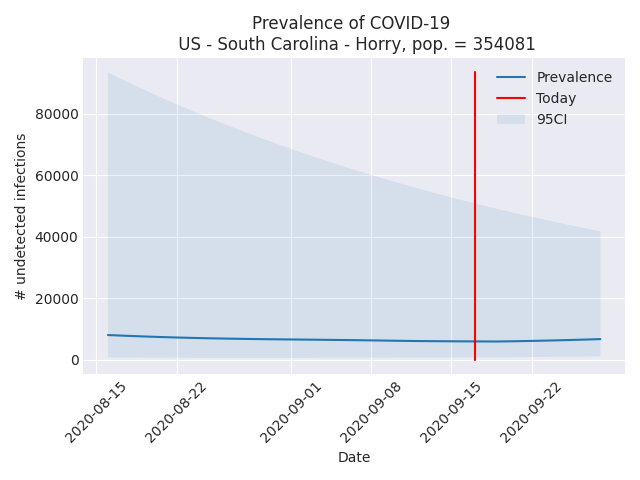 Prevalence of COVID-19
US - South Carolina - Horry, pop. = 354081
Prevalence
Today
95CI
80000
60000
40000
20000
0
# undetected infections
2020-08-15
2020-08-22
2020-09-01
2020-09-08
2020-09-15
2020-09-22
Date